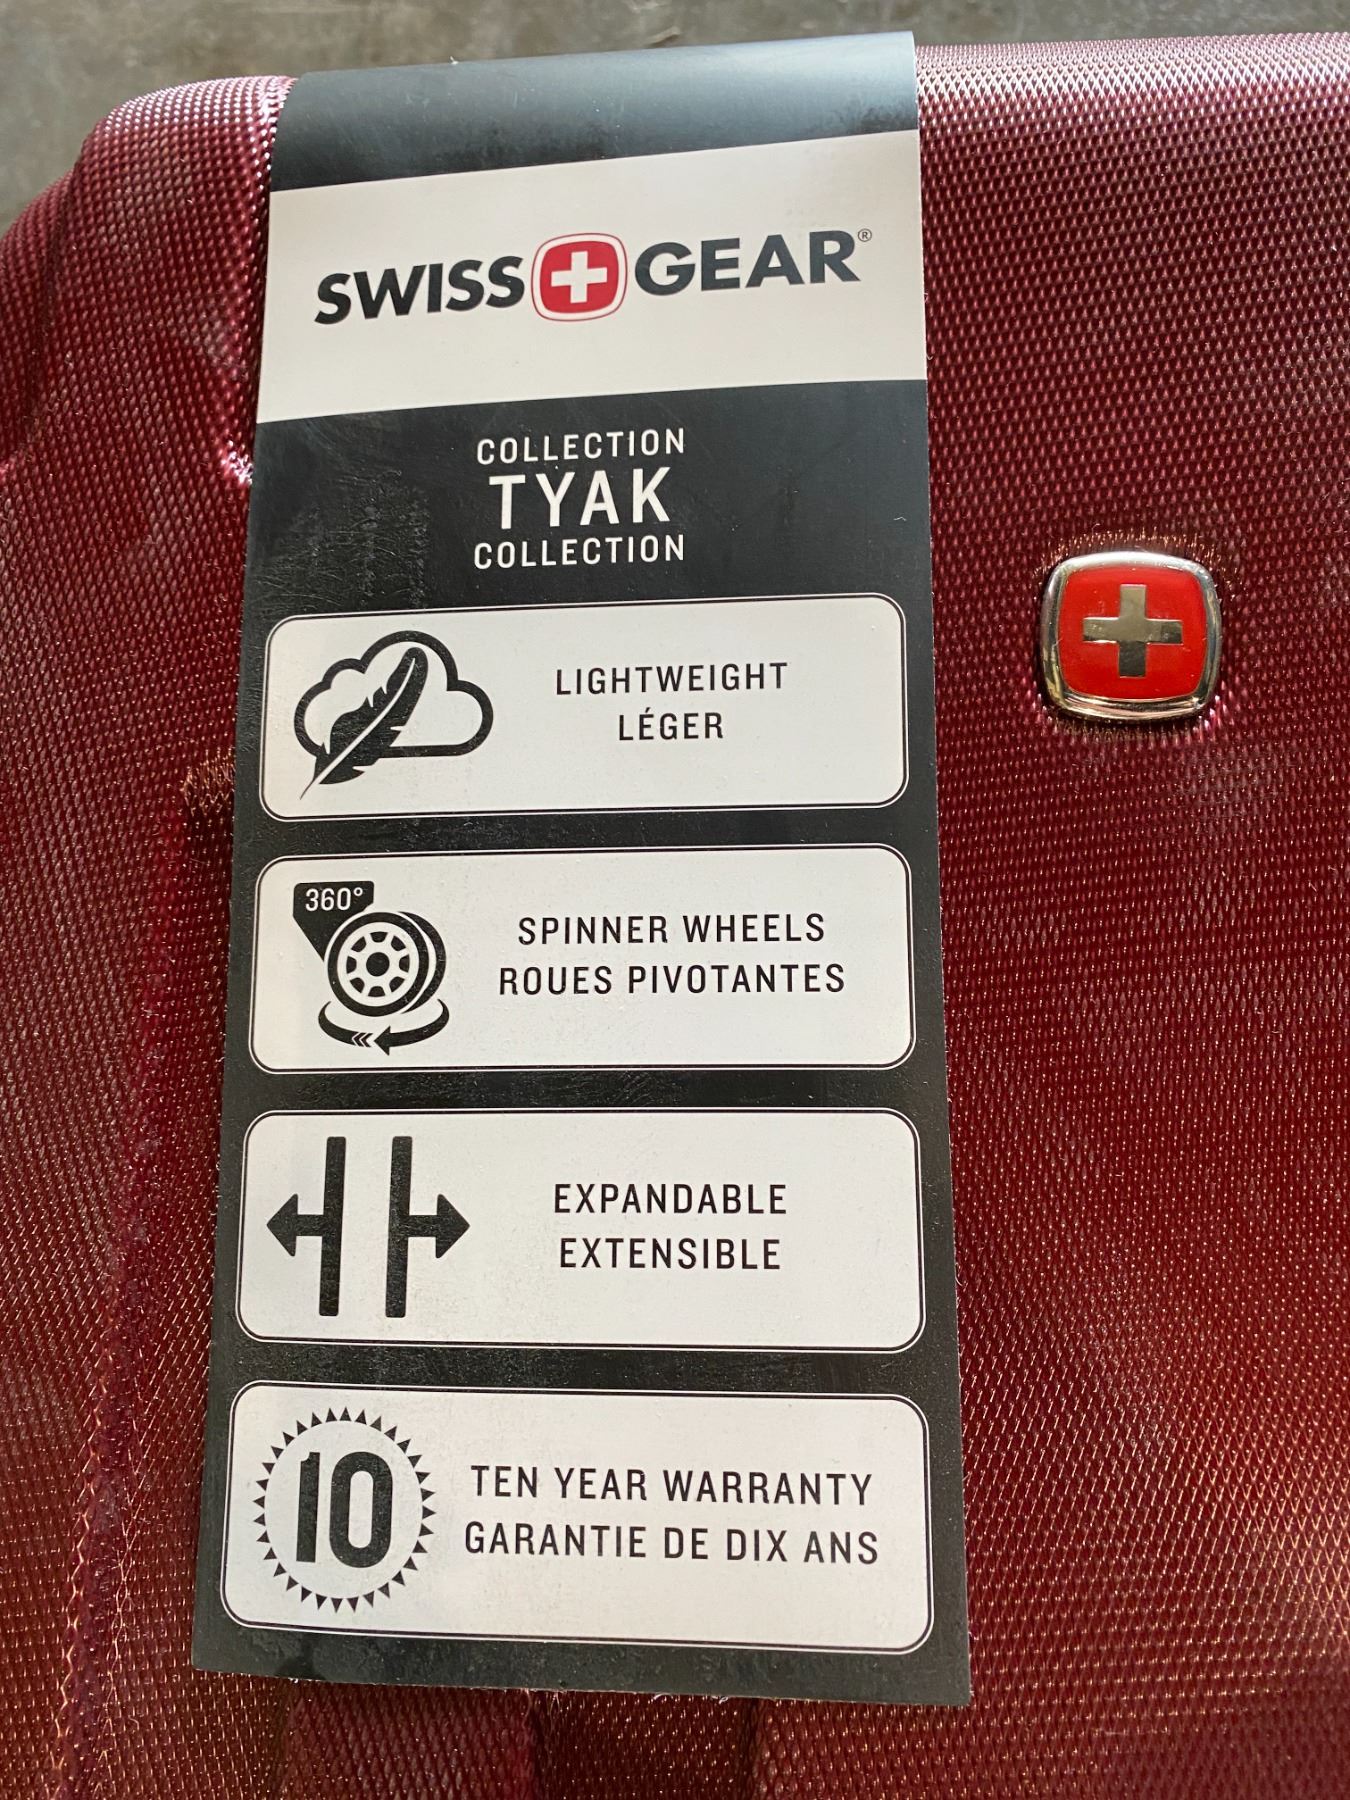 SWISS GEAR®
COLLECTION
TYAK
COLLECTION
LIGHTWEIGHT
LÉGER
360°
SPINNER WHEELS
ROUES PIVOTANTES
EXPANDABLE
EXTENSIBLE
10
TEN YEAR WARRANTY
GARANTIE DE DIX ANS